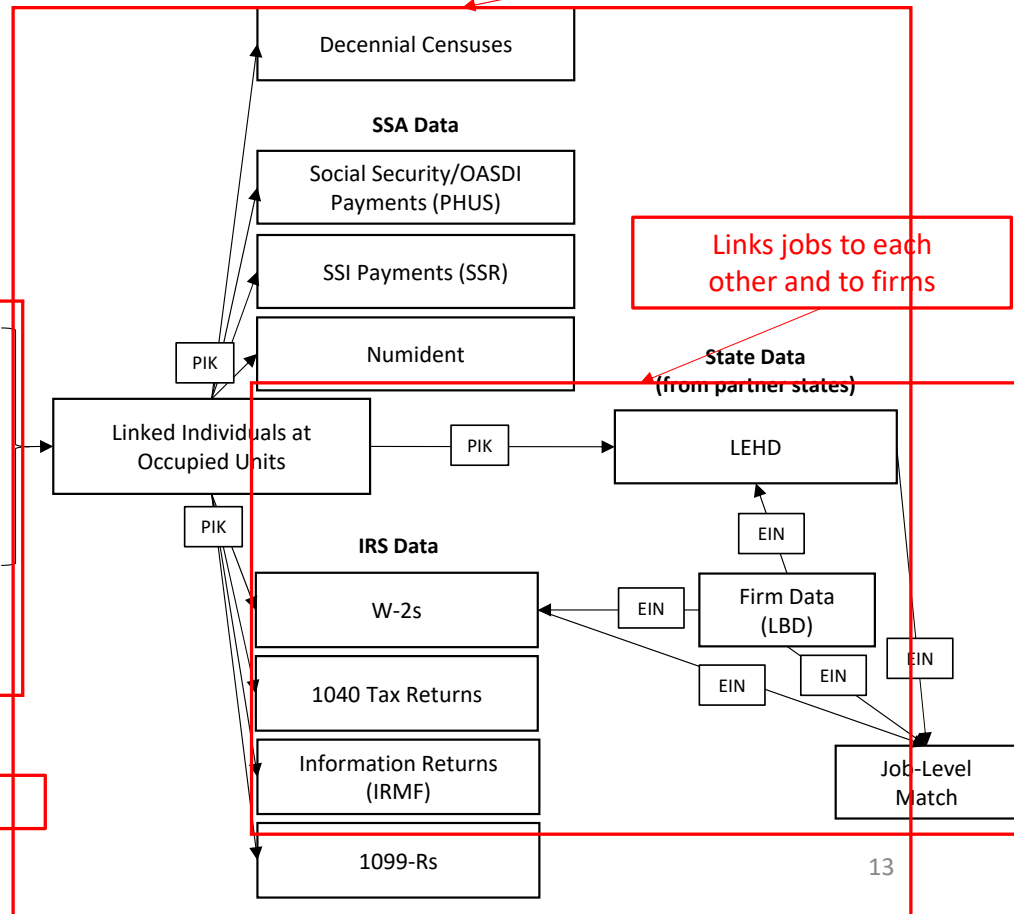 Decennial Censuses
SSA Data
Social Security/OASDI
Payments (PHUS)
Links jobs to each
other and to firms
SSI Payments (SSR)
Numident
PIK
State Data
(from partner states)
Linked Individuals at
Occupied Units
PIK
LEHD
PIK
EIN
IRS Data
W-2s
EIN
Firm Data
(LBD)
EIN
EIN
EIN
1040 Tax Returns
Information Returns
(IRMF)
Job-Level
Match
1099-Rs
13